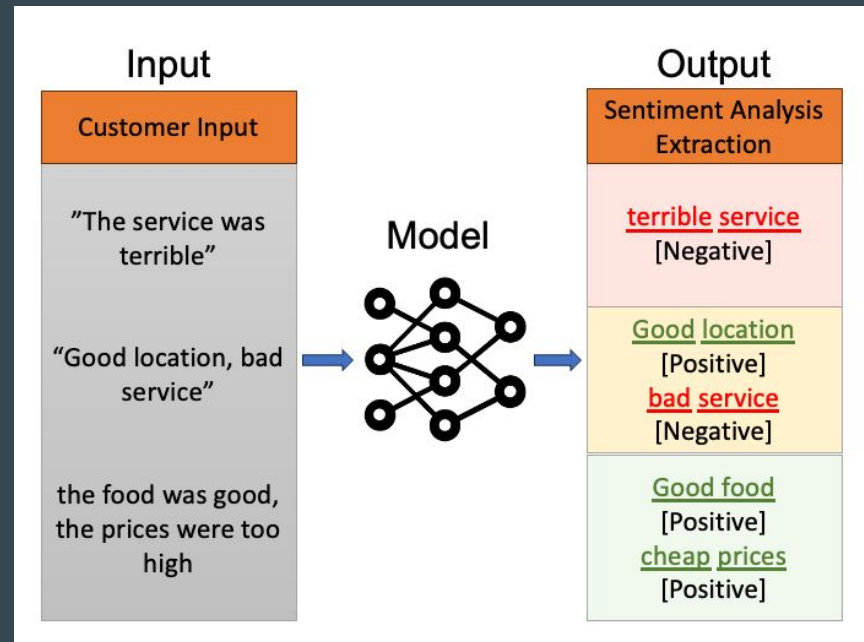 Input
Customer Input
”The service was
terrible”
“Good location, bad
service”
the food was good,
the prices were too
high
Model
Output
Sentiment Analysis
Extraction
terrible service
[Negative]
Good location
[Positive]
bad service
[Negative]
Good food
[Positive]
cheap prices
[Positive]